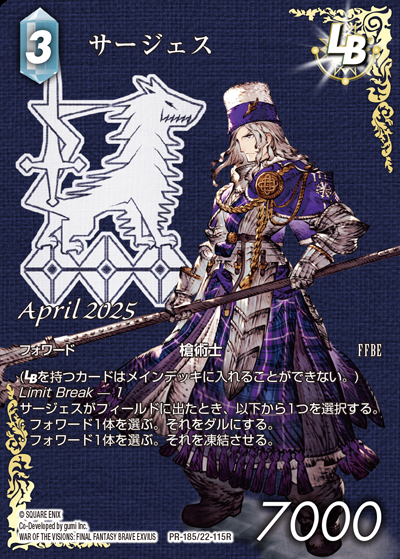 3
サージェス
LB
April 2025
フォワード 槍術士 FFBE
(LBを持つカードはメインデッキに入れることができない。)
Limit Break — 1
サージェスがフィールドに出たとき、以下から1つを選択する。
フォワード1体を選ぶ。それをダルにする。
フォワード1体を選ぶ。それを凍結させる。
© SQUARE ENIX
Co-Developed by gumi Inc.
WAR OF THE VISIONS: FINAL FANTASY BRAVE EXVIUS
PR-185/22-115R
7000